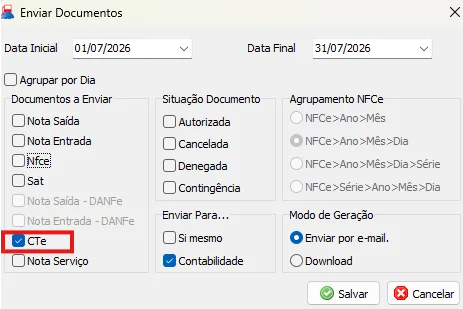 Enviar Documentos
Data Inicial 01/07/2026 Data Final 31/07/2026
Agrupar por Dia
Documentos a Enviar
Nota Saída
Nota Entrada
Nfce
Sat
Nota Saída - DANFe
Nota Entrada - DANFe
CTe
Nota Serviço
Situação Documento
Autorizada
Cancelada
Denegada
Contingência
Enviar Para...
Si mesmo
Contabilidade
Agrupamento NFCe
NFCe>Ano>Mês
NFCe>Ano>Mês>Dia
NFCe>Ano>Mês>Dia>Série
NFCe>Série>Ano>Mês>Dia
Modo de Geração
Enviar por e-mail.
Download
Salvar Cancelar